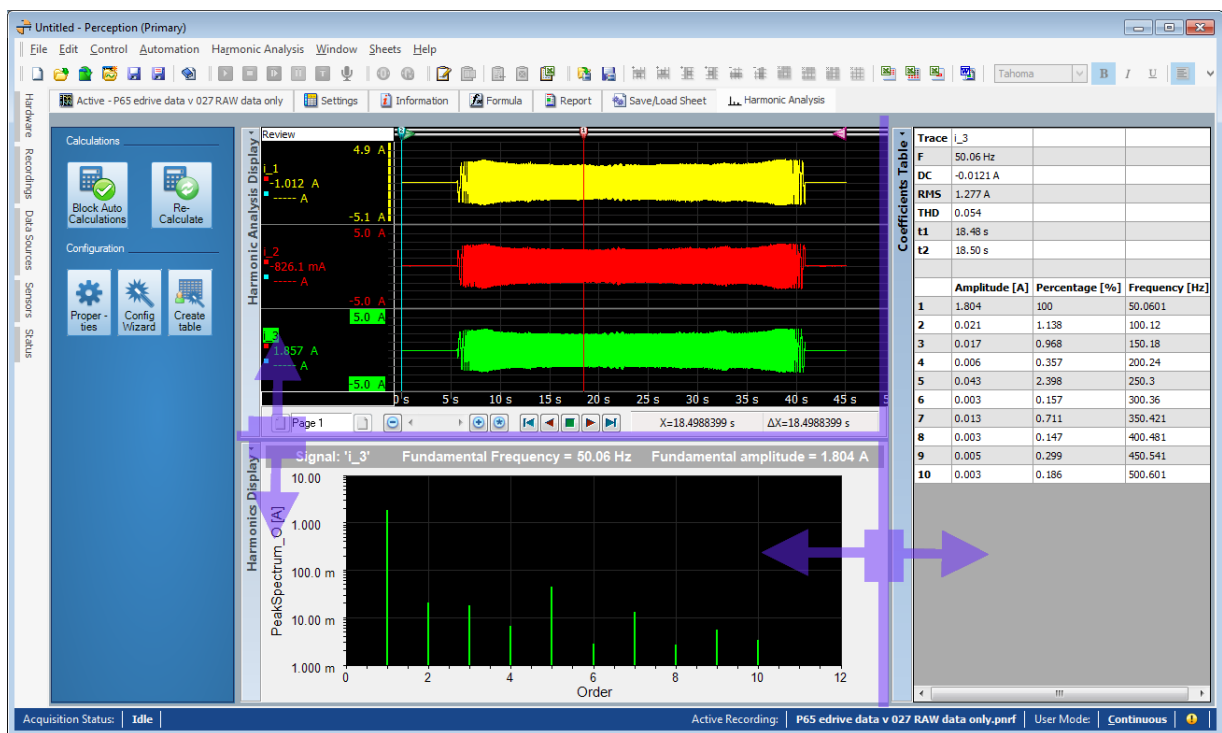 Untitled - Perception (Primary)
File Edit Control Automation Harmonic Analysis Window Sheets Help
Tahoma B I U
Active - P65 edrive data v 027 RAW data only Settings Information Formula Report Save/Load Sheet Harmonic Analysis
Hardware
Recordings
Data Sources
Sensors
Status
Calculations
Block Auto Calculations
Re-Calculate
Configuration
Proper - ties
Config Wizard
Create table
Harmonic Analysis Display
Review
4.9 A
i_1
-1.012 A
----- A
-5.1 A
5.0 A
i_2
-826.1 mA
----- A
-5.0 A
5.0 A
i_3
1.857 A
----- A
-5.0 A
0 s 5 s 10 s 15 s 20 s 25 s 30 s 35 s 40 s 45 s 5
Page 1 X=18.4988399 s ΔX=18.4988399 s
Harmonics Display
Signal: 'i_3' Fundamental Frequency = 50.06 Hz Fundamental amplitude = 1.804 A
PeakSpectrum_O [A]
10.00
1.000
100.0 m
10.00 m
1.000 m
0 2 4 6 8 10 12
Order
Coefficients Table
Trace i_3
F 50.06 Hz
DC -0.0121 A
RMS 1.277 A
THD 0.054
t1 18.48 s
t2 18.50 s
Amplitude [A] Percentage [%] Frequency [Hz]
1 1.804 100 50.0601
2 0.021 1.138 100.12
3 0.017 0.968 150.18
4 0.006 0.357 200.24
5 0.043 2.398 250.3
6 0.003 0.157 300.36
7 0.013 0.711 350.421
8 0.003 0.147 400.481
9 0.005 0.299 450.541
10 0.003 0.186 500.601
Acquisition Status: Idle Active Recording: P65 edrive data v 027 RAW data only.pnrf User Mode: Continuous